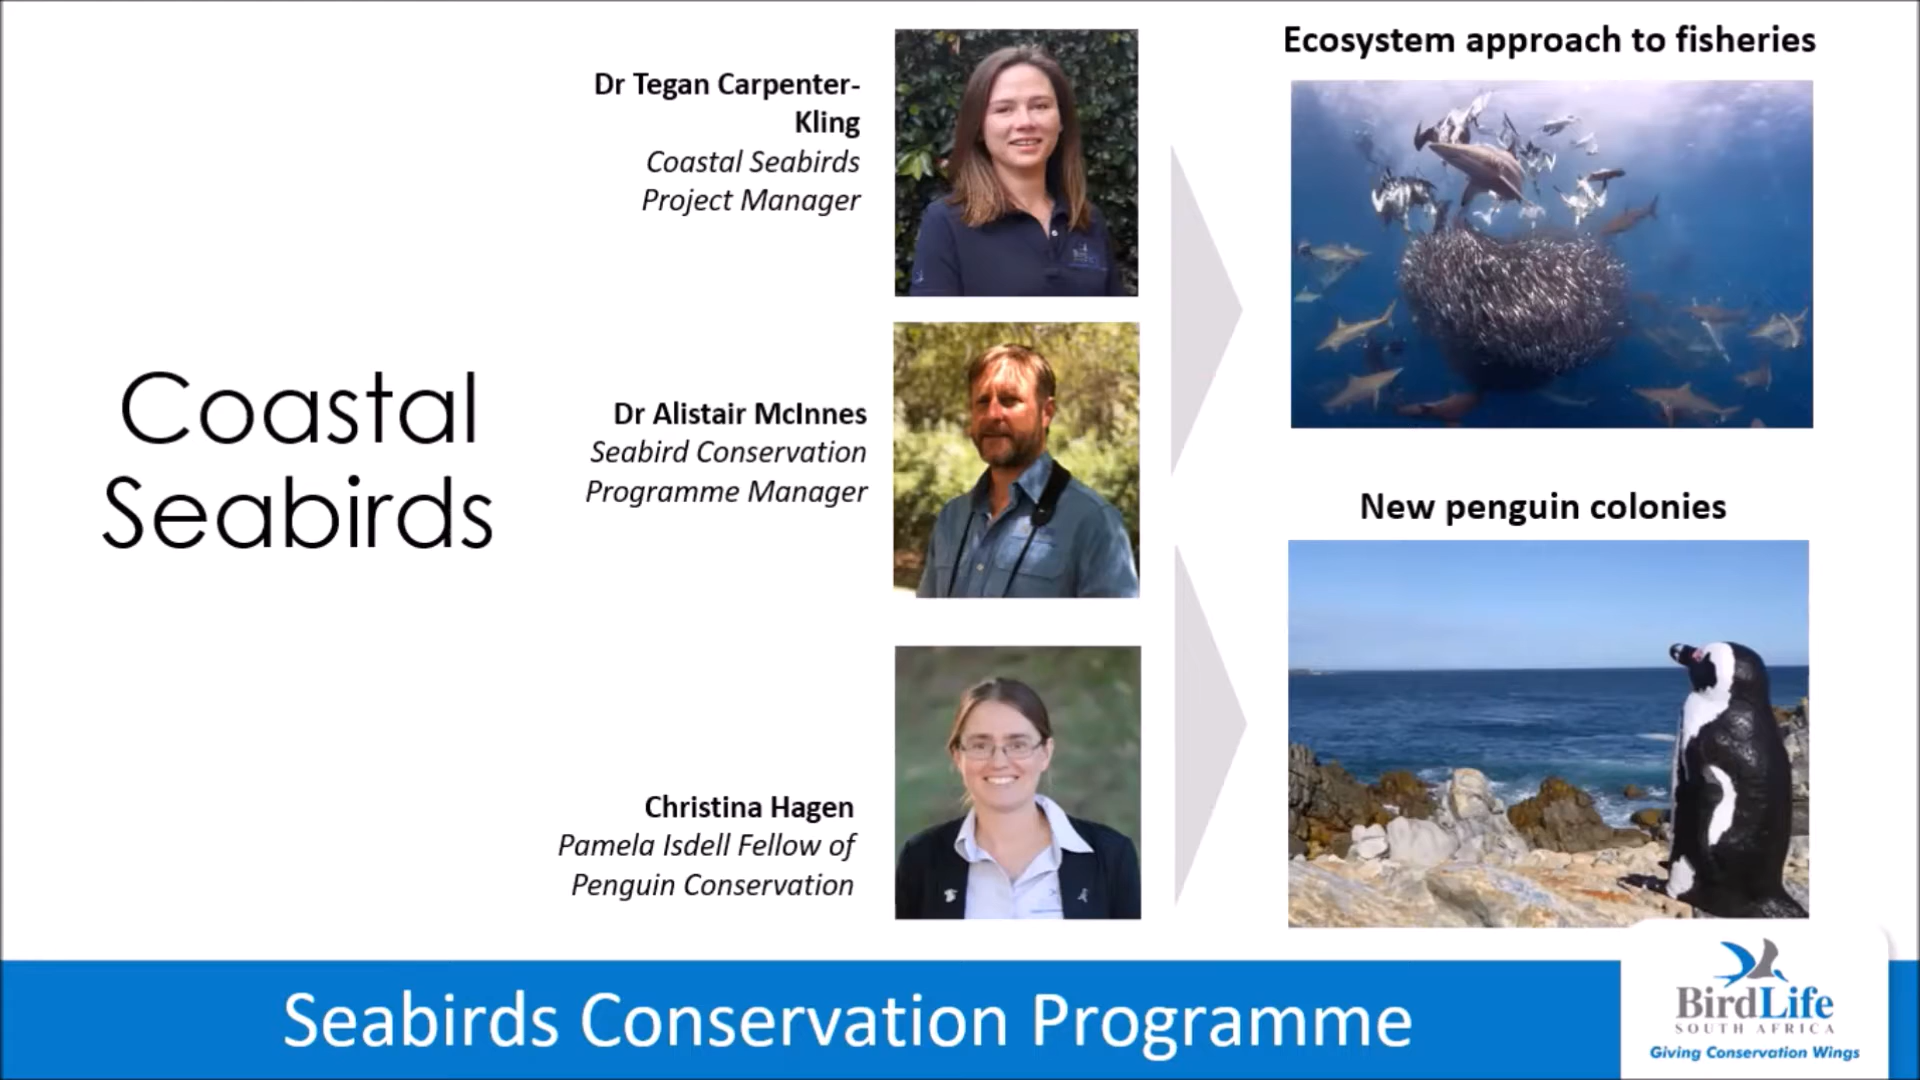 Coastal
Seabirds
Dr Tegan Carpenter-
Kling
Coastal Seabirds
Project Manager
Dr Alistair McInnes
Seabird Conservation
Programme Manager
Christina Hagen
Pamela Isdell Fellow of
Penguin Conservation
Ecosystem approach to fisheries
New penguin colonies
Seabirds Conservation Programme
BirdLife
SOUTH AFRICA
Giving Conservation Wings